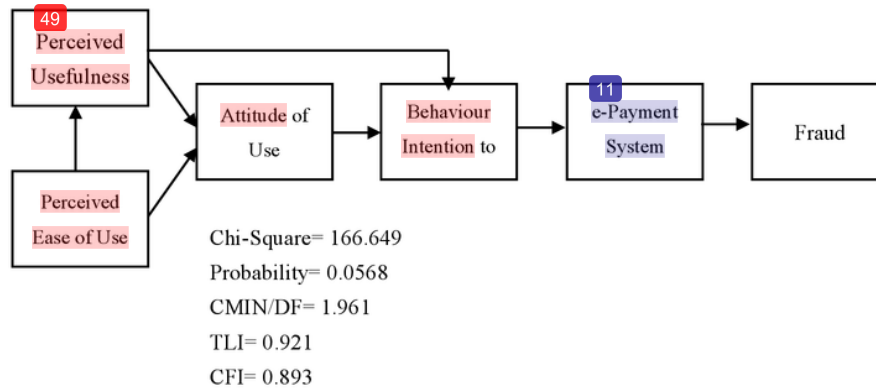 49
Perceived
Usefulness
11
Attitude of
Use
Behaviour
Intention to
e-Payment
System
Fraud
Perceived
Ease of Use
Chi-Square= 166.649
Probability= 0.0568
CMIN/DF= 1.961
TLI= 0.921
CFI= 0.893